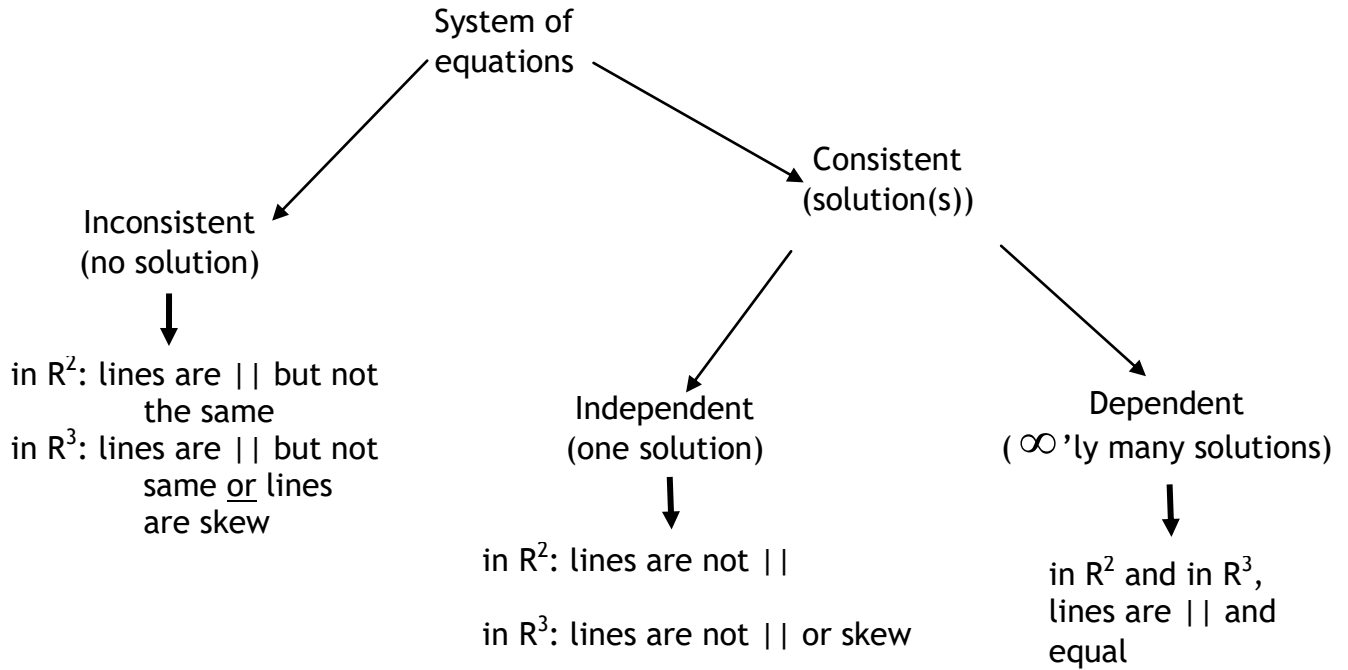 System of
equations
Consistent
(solution(s))
Inconsistent
(no solution)
in R²: lines are || but not
the same
in R³: lines are || but not
same or lines
are skew
Independent
(one solution)
in R²: lines are not ||
in R³: lines are not || or skew
Dependent
(∞'ly many solutions)
in R² and in R³,
lines are || and
equal